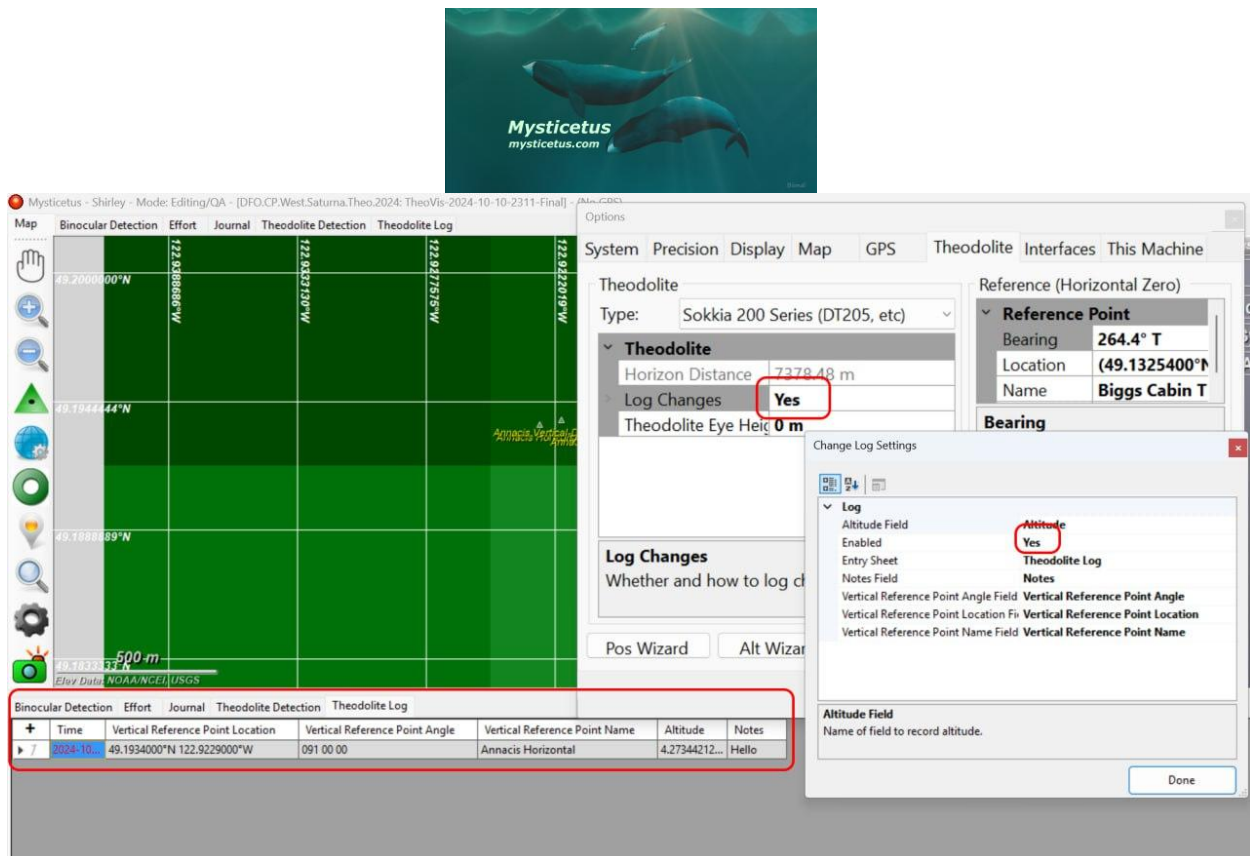 Mysticetus
mysticetus.com
Mysticetus - Shirley - Mode: Editing/QA - [DFO.CP.West.Saturna.Theo.2024: TheoVis-2024-10-10-2311-Final] - (No GPS)
Map Binocular Detection Effort Journal Theodolite Detection Theodolite Log
122.9388686°W
122.9333130°W
122.9277575°W
122.9222019°W
49.2000000°N
49.1944444°N
49.1888889°N
49.1833333°N
500 m
Elev Data: NOAA/NCEI, USGS
Options
System Precision Display Map GPS Theodolite Interfaces This Machine
Theodolite
Type: Sokkia 200 Series (DT205, etc)
Theodolite
Horizon Distance 7378.48 m
Log Changes Yes
Theodolite Eye Heig 0 m
Log Changes
Whether and how to log ch
Pos Wizard Alt Wizar
Reference (Horizontal Zero)
Reference Point
Bearing 264.4° T
Location (49.1325400°N
Name Biggs Cabin T
Bearing
Change Log Settings
Log
Altitude Field Altitude
Enabled Yes
Entry Sheet Theodolite Log
Notes Field Notes
Vertical Reference Point Angle Field Vertical Reference Point Angle
Vertical Reference Point Location Fi Vertical Reference Point Location
Vertical Reference Point Name Field Vertical Reference Point Name
Altitude Field
Name of field to record altitude.
Done
Binocular Detection Effort Journal Theodolite Detection Theodolite Log
+ Time Vertical Reference Point Location Vertical Reference Point Angle Vertical Reference Point Name Altitude Notes
7 2024-10... 49.1934000°N 122.9229000°W 091 00 00 Annacis Horizontal 4.27344212... Hello